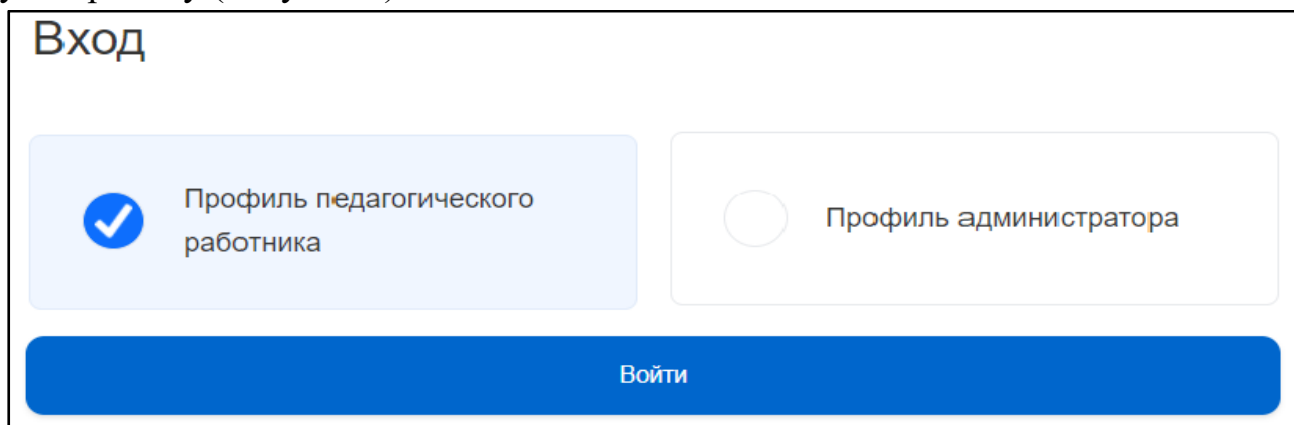 Вход
Профиль педагогического
работника
Профиль администратора
Войти